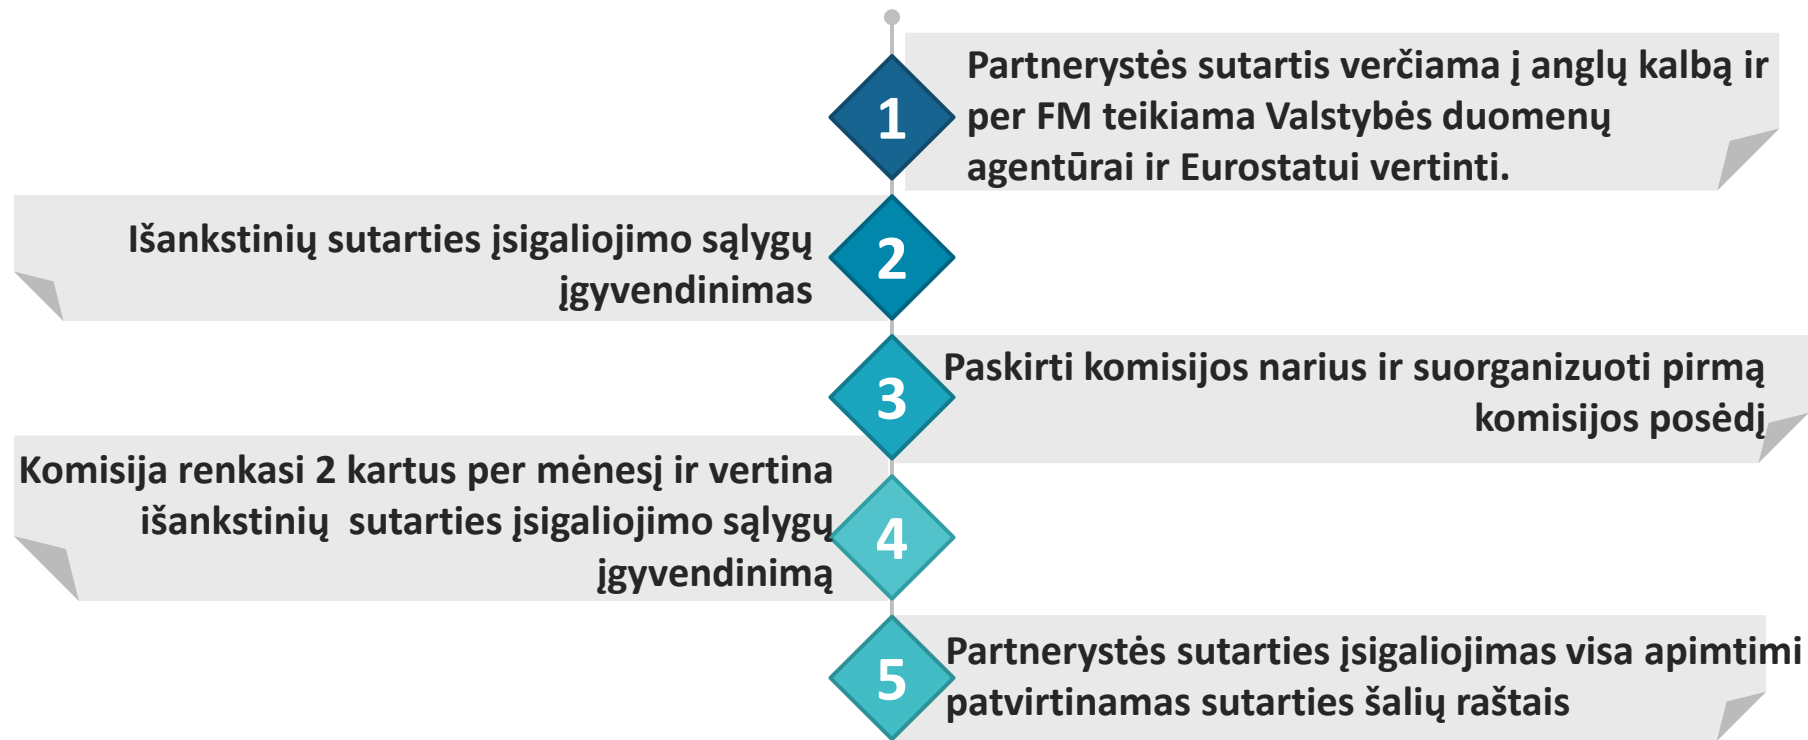 1
Partnerystės sutartis verčiama į anglų kalbą ir
per FM teikiama Valstybės duomenų
agentūrai ir Eurostatui vertinti.
2
Išankstinių sutarties įsigaliojimo sąlygų
įgyvendinimas
3
Paskirti komisijos narius ir suorganizuoti pirmą
komisijos posėdį
4
Komisija renkasi 2 kartus per mėnesį ir vertina
išankstinių  sutarties įsigaliojimo sąlygų
įgyvendinimą
5
Partnerystės sutarties įsigaliojimas visa apimtimi
patvirtinamas sutarties šalių raštais